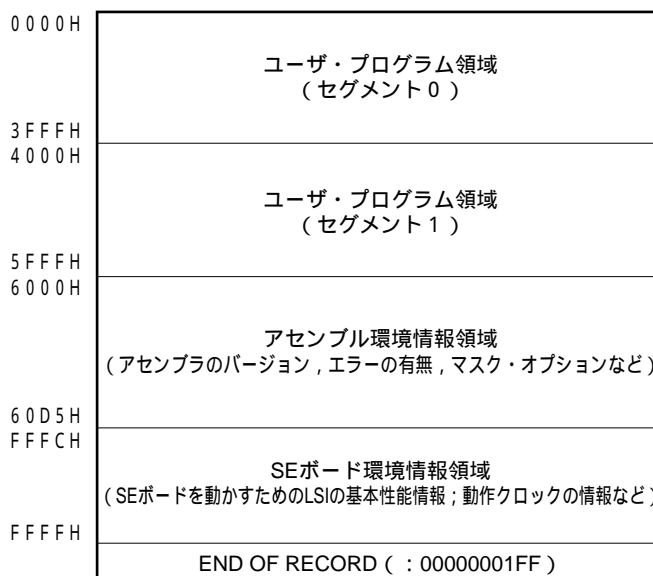 0000H
ユーザ・プログラム領域
(セグメント0)
3FFFH
4000H
ユーザ・プログラム領域
(セグメント1)
5FFFH
6000H
アセンブル環境情報領域
(アセンブラのバージョン,エラーの有無,マスク・オプションなど)
60D5H
FFFCH
SEボード環境情報領域
(SEボードを動かすためのLSIの基本性能情報;動作クロックの情報など)
FFFFH
END OF RECORD(:00000001FF)